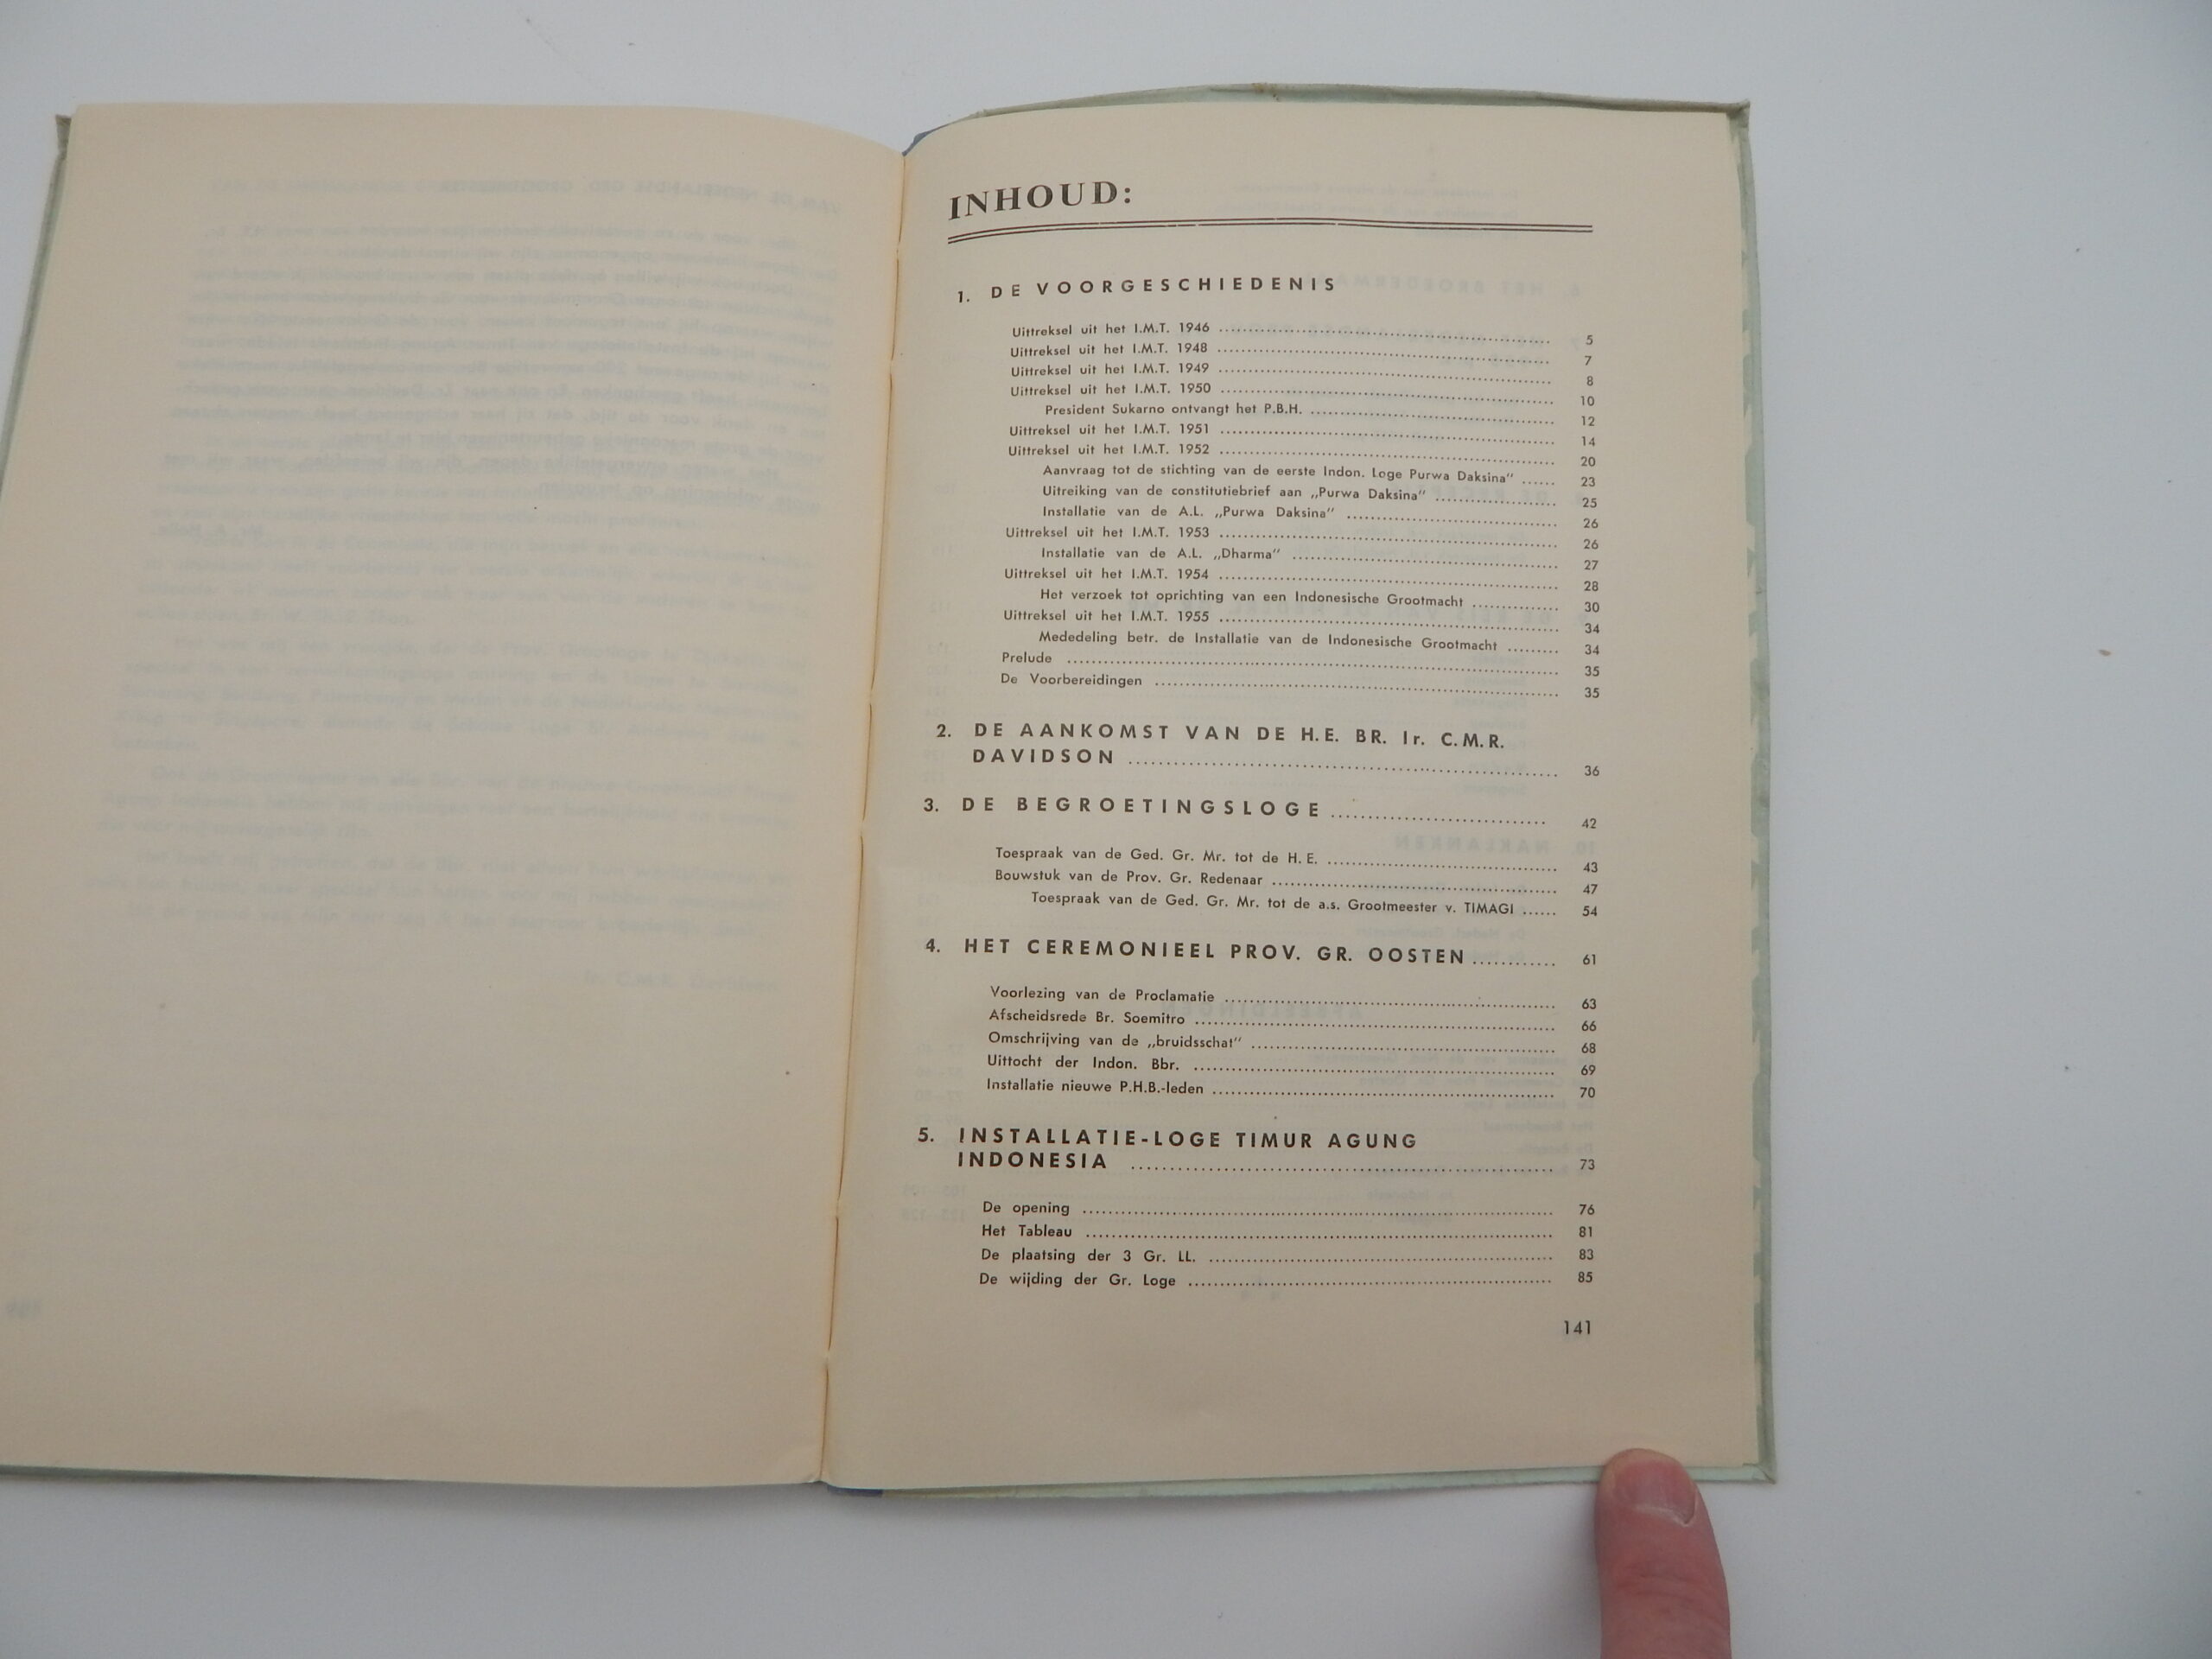 INHOUD:
1. DE VOORGESCHIEDENIS
Uittreksel uit het I.M.T. 1946 ........ 5
Uittreksel uit het I.M.T. 1948 ........ 7
Uittreksel uit het I.M.T. 1949 ........ 8
Uittreksel uit het I.M.T. 1950 ........ 10
President Sukarno ontvangt het P.B.H. ........ 12
Uittreksel uit het I.M.T. 1951 ........ 14
Uittreksel uit het I.M.T. 1952 ........ 20
Aanvraag tot de stichting van de eerste Indon. Loge Purwa Daksina" ...... 23
Uitreiking van de constitutiebrief aan „Purwa Daksina" ........ 25
Installatie van de A.L. „Purwa Daksina" ........ 26
Uittreksel uit het I.M.T. 1953 ........ 26
Installatie van de A.L. „Dharma" ........ 27
Uittreksel uit het I.M.T. 1954 ........ 28
Het verzoek tot oprichting van een Indonesische Grootmacht ........ 30
Uittreksel uit het I.M.T. 1955 ........ 34
Mededeling betr. de Installatie van de Indonesische Grootmacht ........ 34
Prelude ........ 35
De Voorbereidingen ........ 35
2. DE AANKOMST VAN DE H.E. BR. Ir. C.M.R.
DAVIDSON ........ 36
3. DE BEGROETINGSLOGE ........ 42
Toespraak van de Ged. Gr. Mr. tot de H.E. ........ 43
Bouwstuk van de Prov. Gr. Redenaar ........ 47
Toespraak van de Ged. Gr. Mr. tot de a.s. Grootmeester v. TIMAGI ...... 54
4. HET CEREMONIEEL PROV. GR. OOSTEN ........ 61
Voorlezing van de Proclamatie ........ 63
Afscheidsrede Br. Soemitro ........ 66
Omschrijving van de „bruidsschat" ........ 68
Uittocht der Indon. Bbr. ........ 69
Installatie nieuwe P.H.B.-leden ........ 70
5. INSTALLATIE-LOGE TIMUR AGUNG
INDONESIA ........ 73
De opening ........ 76
Het Tableau ........ 81
De plaatsing der 3 Gr. LL. ........ 83
De wijding der Gr. Loge ........ 85
141